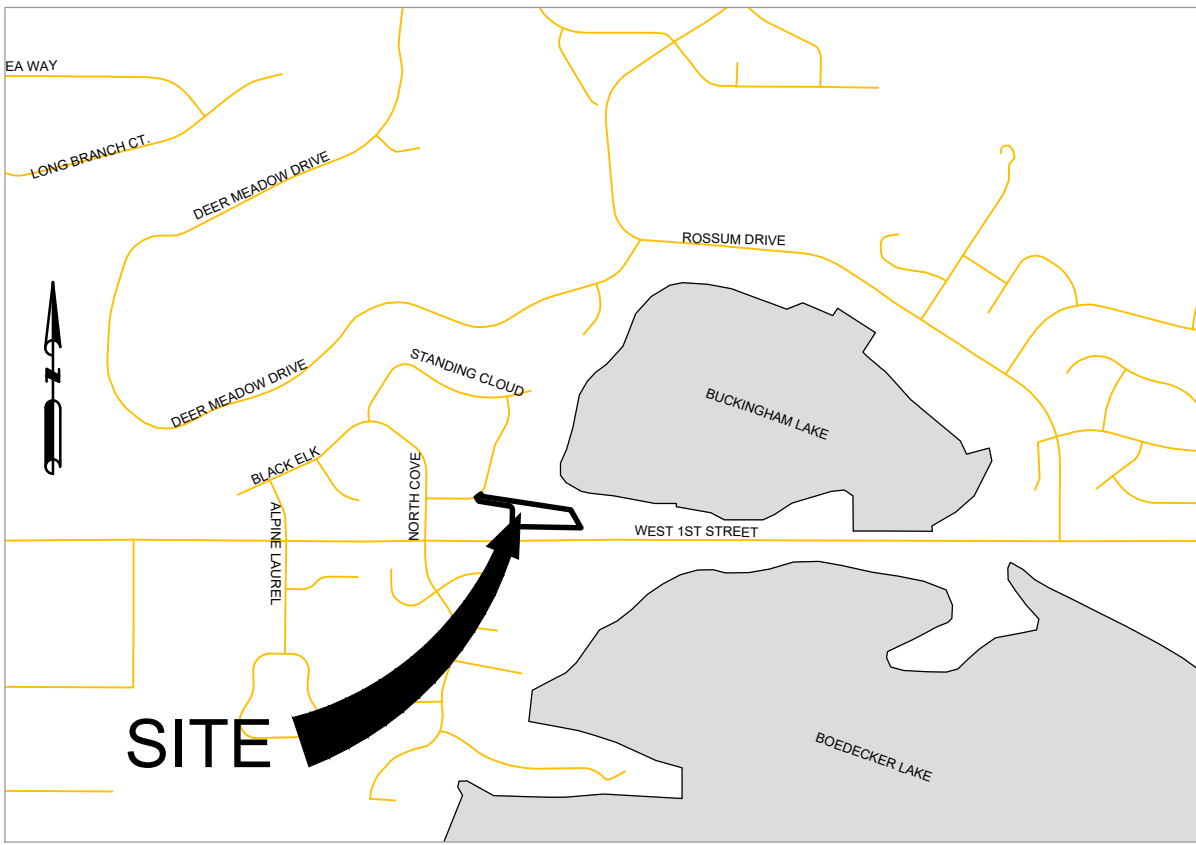 EA WAY
LONG BRANCH CT.
DEER MEADOW DRIVE
ROSSUM DRIVE
N
STANDING CLOUD
DEER MEADOW DRIVE
BUCKINGHAM LAKE
BLACK ELK
NORTH COVE
ALPINE LAUREL
WEST 1ST STREET
SITE
BOEDECKER LAKE